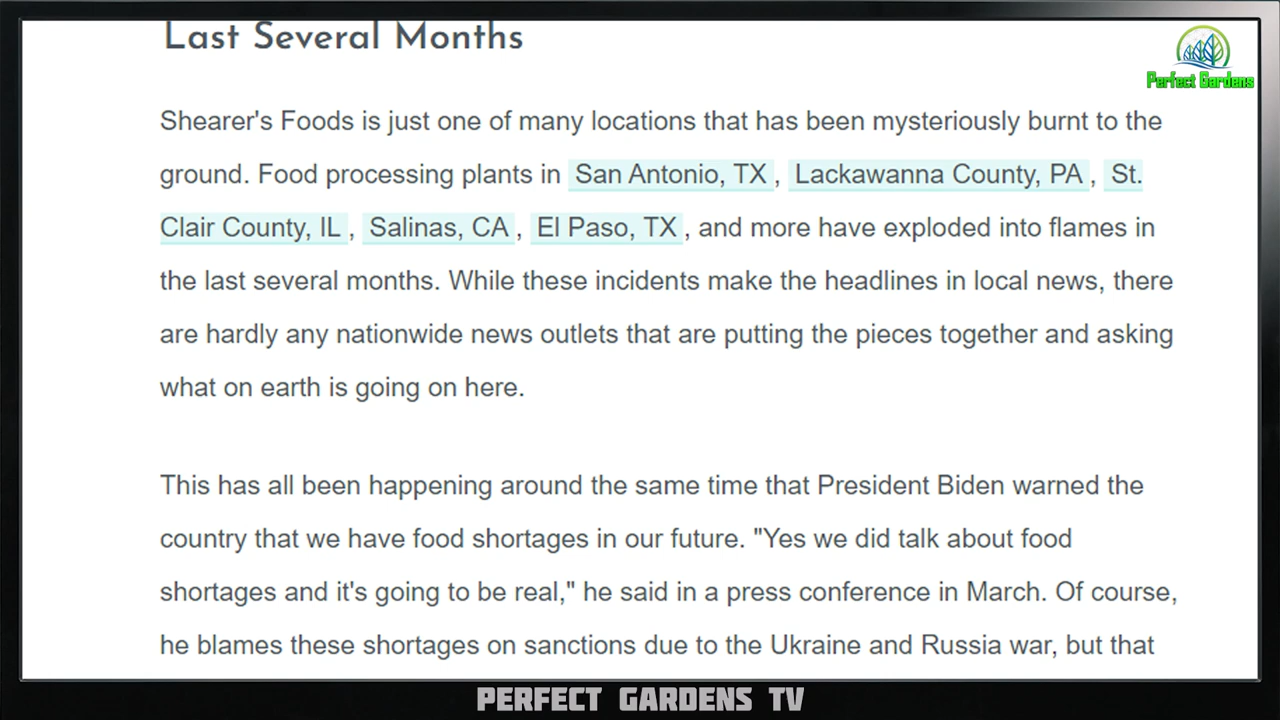 Last Several Months
Perfect Gardens
Shearer's Foods is just one of many locations that has been mysteriously burnt to the
ground. Food processing plants in San Antonio, TX , Lackawanna County, PA , St.
Clair County, IL , Salinas, CA , El Paso, TX , and more have exploded into flames in
the last several months. While these incidents make the headlines in local news, there
are hardly any nationwide news outlets that are putting the pieces together and asking
what on earth is going on here.
This has all been happening around the same time that President Biden warned the
country that we have food shortages in our future. "Yes we did talk about food
shortages and it's going to be real," he said in a press conference in March. Of course,
he blames these shortages on sanctions due to the Ukraine and Russia war, but that
PERFECT GARDENS TV